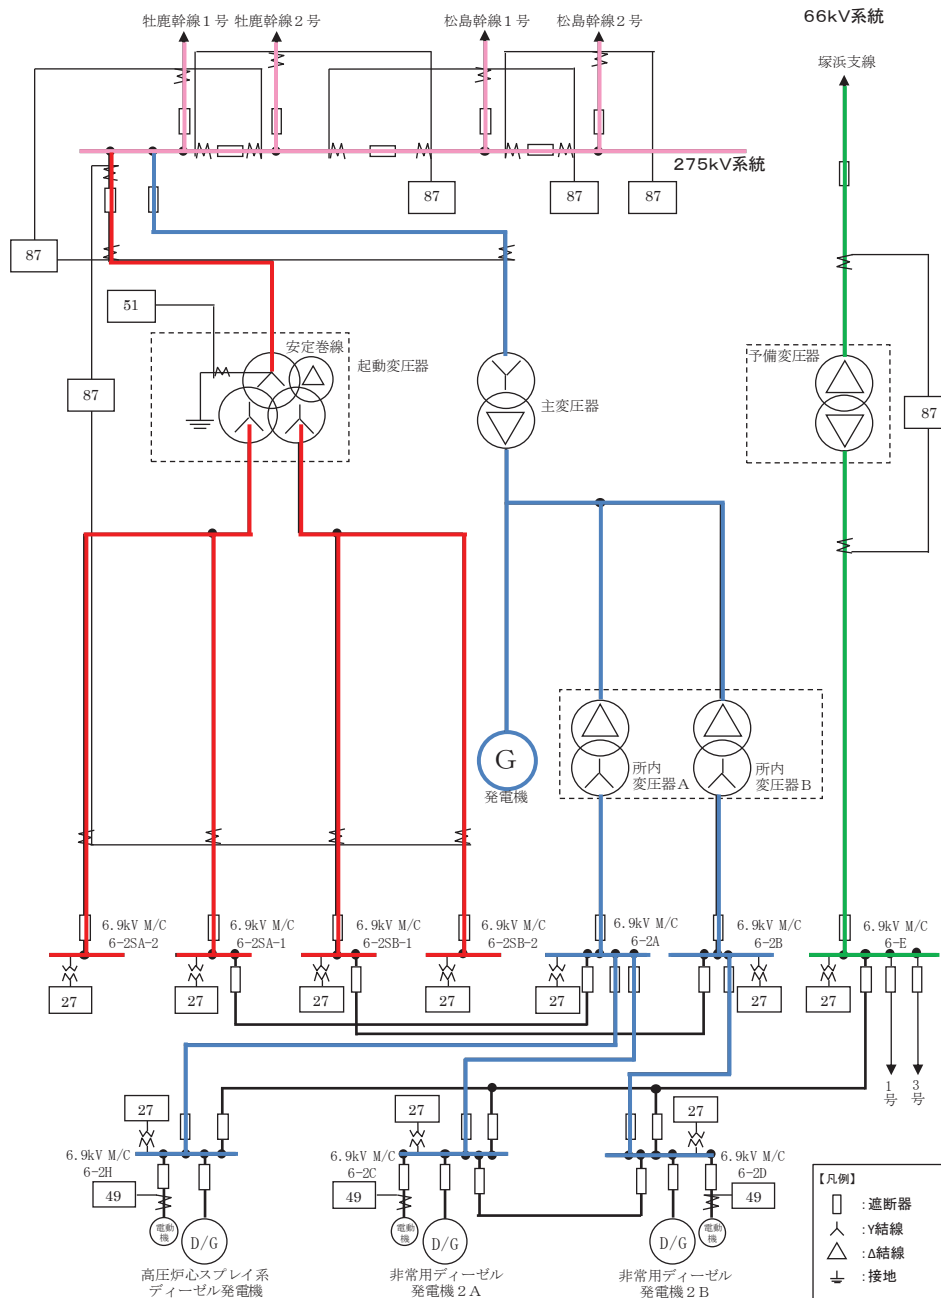 66kV系統
牡鹿幹線1号
牡鹿幹線2号
松島幹線1号
松島幹線2号
塚浜支線
275kV系統
87
87
87
87
51
安定巻線
起動変圧器
予備変圧器
87
主変圧器
87
G
発電機
所内
変圧器A
所内
変圧器B
6.9kV M/C
6-2SA-2
6.9kV M/C
6-2SA-1
6.9kV M/C
6-2SB-1
6.9kV M/C
6-2SB-2
6.9kV M/C
6-2A
6.9kV M/C
6-2B
6.9kV M/C
6-E
27
27
27
27
27
27
27
1
号
3
号
27
27
27
6.9kV M/C
6-2H
6.9kV M/C
6-2C
6.9kV M/C
6-2D
49
49
49
電動
機
D/G
電動
機
D/G
D/G
電動
機
高圧炉心スプレイ系
ディーゼル発電機
非常用ディーゼル
発電機2A
非常用ディーゼル
発電機2B
【凡例】
:遮断器
:Y結線
:Δ結線
:接地